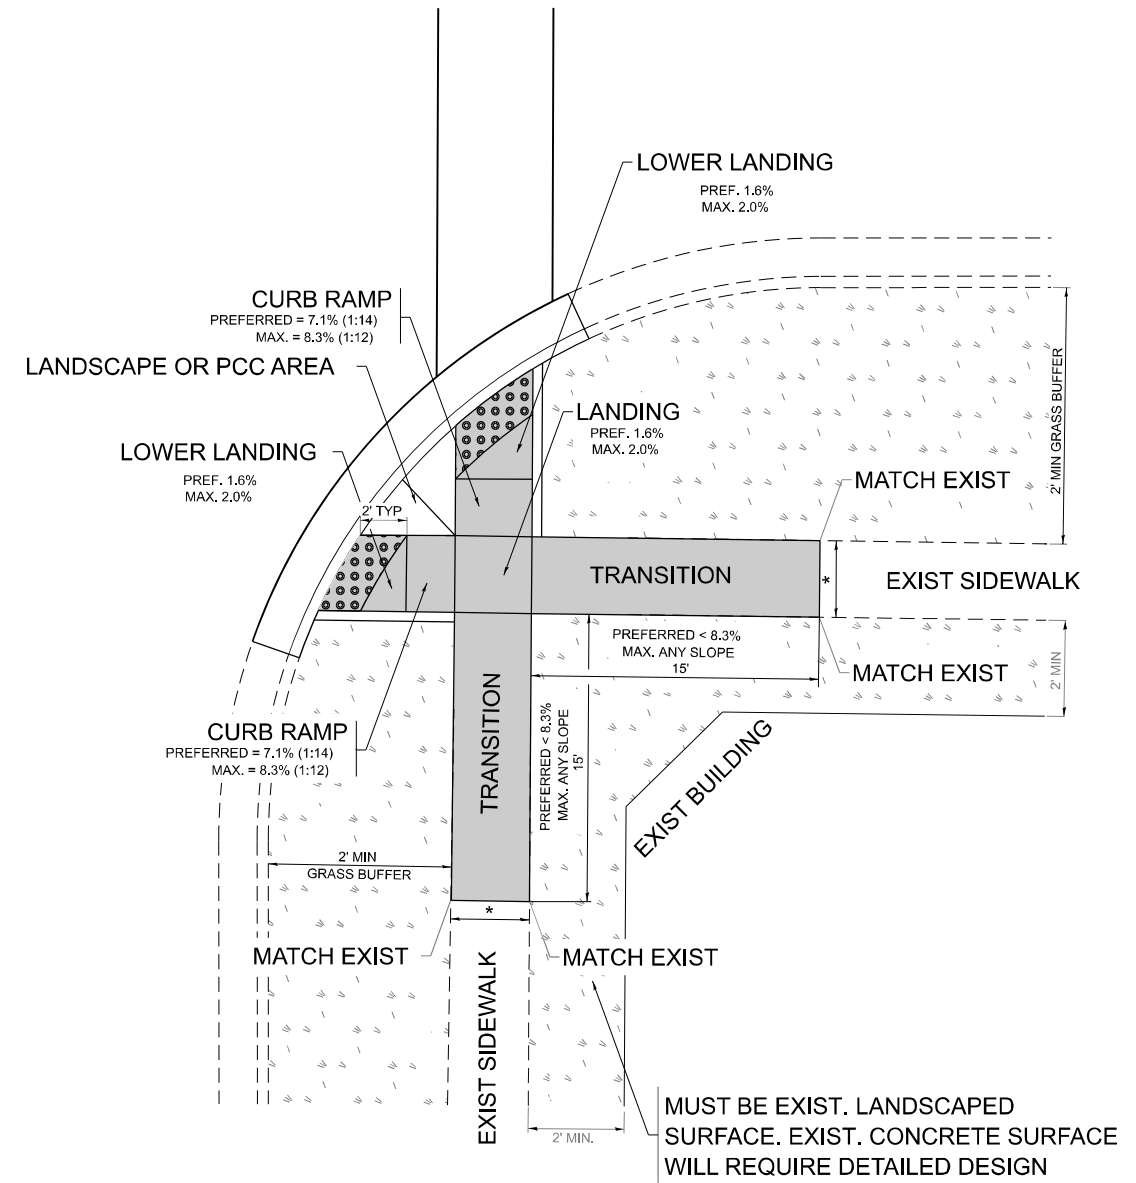 LOWER LANDING
PREF. 1.6%
MAX. 2.0%
CURB RAMP
PREFERRED = 7.1% (1:14)
MAX. = 8.3% (1:12)
LANDSCAPE OR PCC AREA
LANDING
PREF. 1.6%
MAX. 2.0%
2' MIN GRASS BUFFER
LOWER LANDING
PREF. 1.6%
MAX. 2.0%
MATCH EXIST
2' TYP
TRANSITION
*
EXIST SIDEWALK
PREFERRED < 8.3%
MAX. ANY SLOPE
15'
MATCH EXIST
2' MIN
TRANSITION
PREFERRED < 8.3%
MAX. ANY SLOPE
15'
CURB RAMP
PREFERRED = 7.1% (1:14)
MAX. = 8.3% (1:12)
EXIST BUILDING
2' MIN
GRASS BUFFER
*
MATCH EXIST
MATCH EXIST
EXIST SIDEWALK
2' MIN.
MUST BE EXIST. LANDSCAPED
SURFACE. EXIST. CONCRETE SURFACE
WILL REQUIRE DETAILED DESIGN